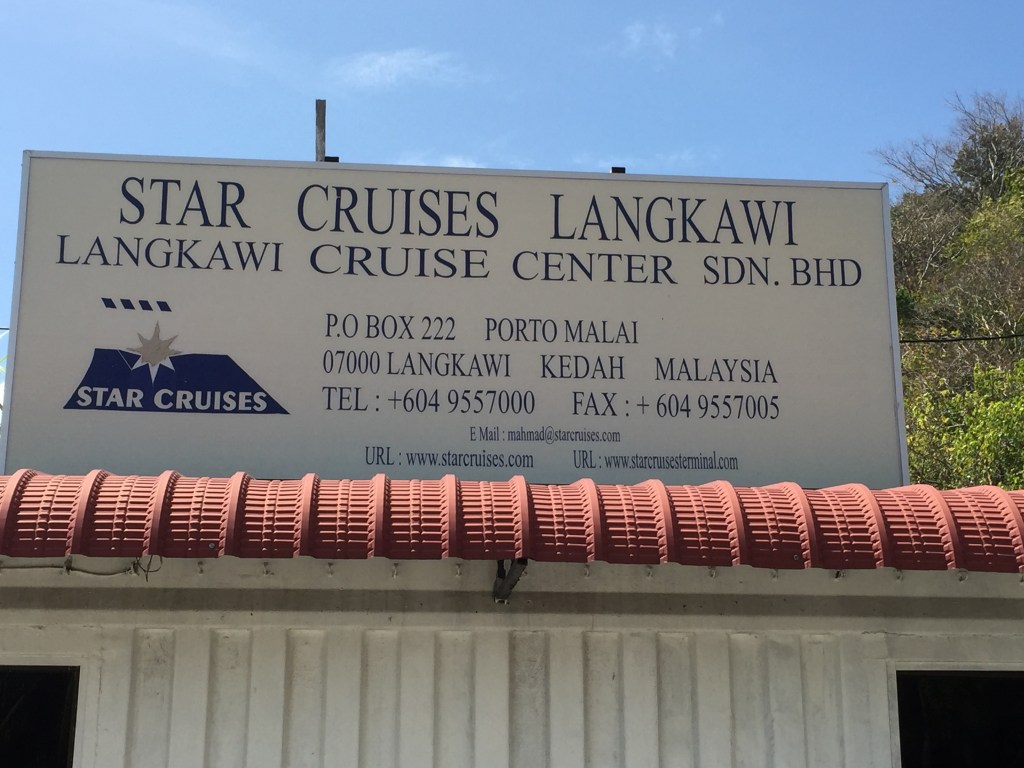 STAR CRUISES LANGKAWI
LANGKAWI CRUISE CENTER SDN. BHD
STAR CRUISES
P.O BOX 222 PORTO MALAI
07000 LANGKAWI KEDAH MALAYSIA
TEL : +604 9557000 FAX : + 604 9557005
E Mail : mahmad@starcruises.com
URL : www.starcruises.com URL : www.starcruisesterminal.com